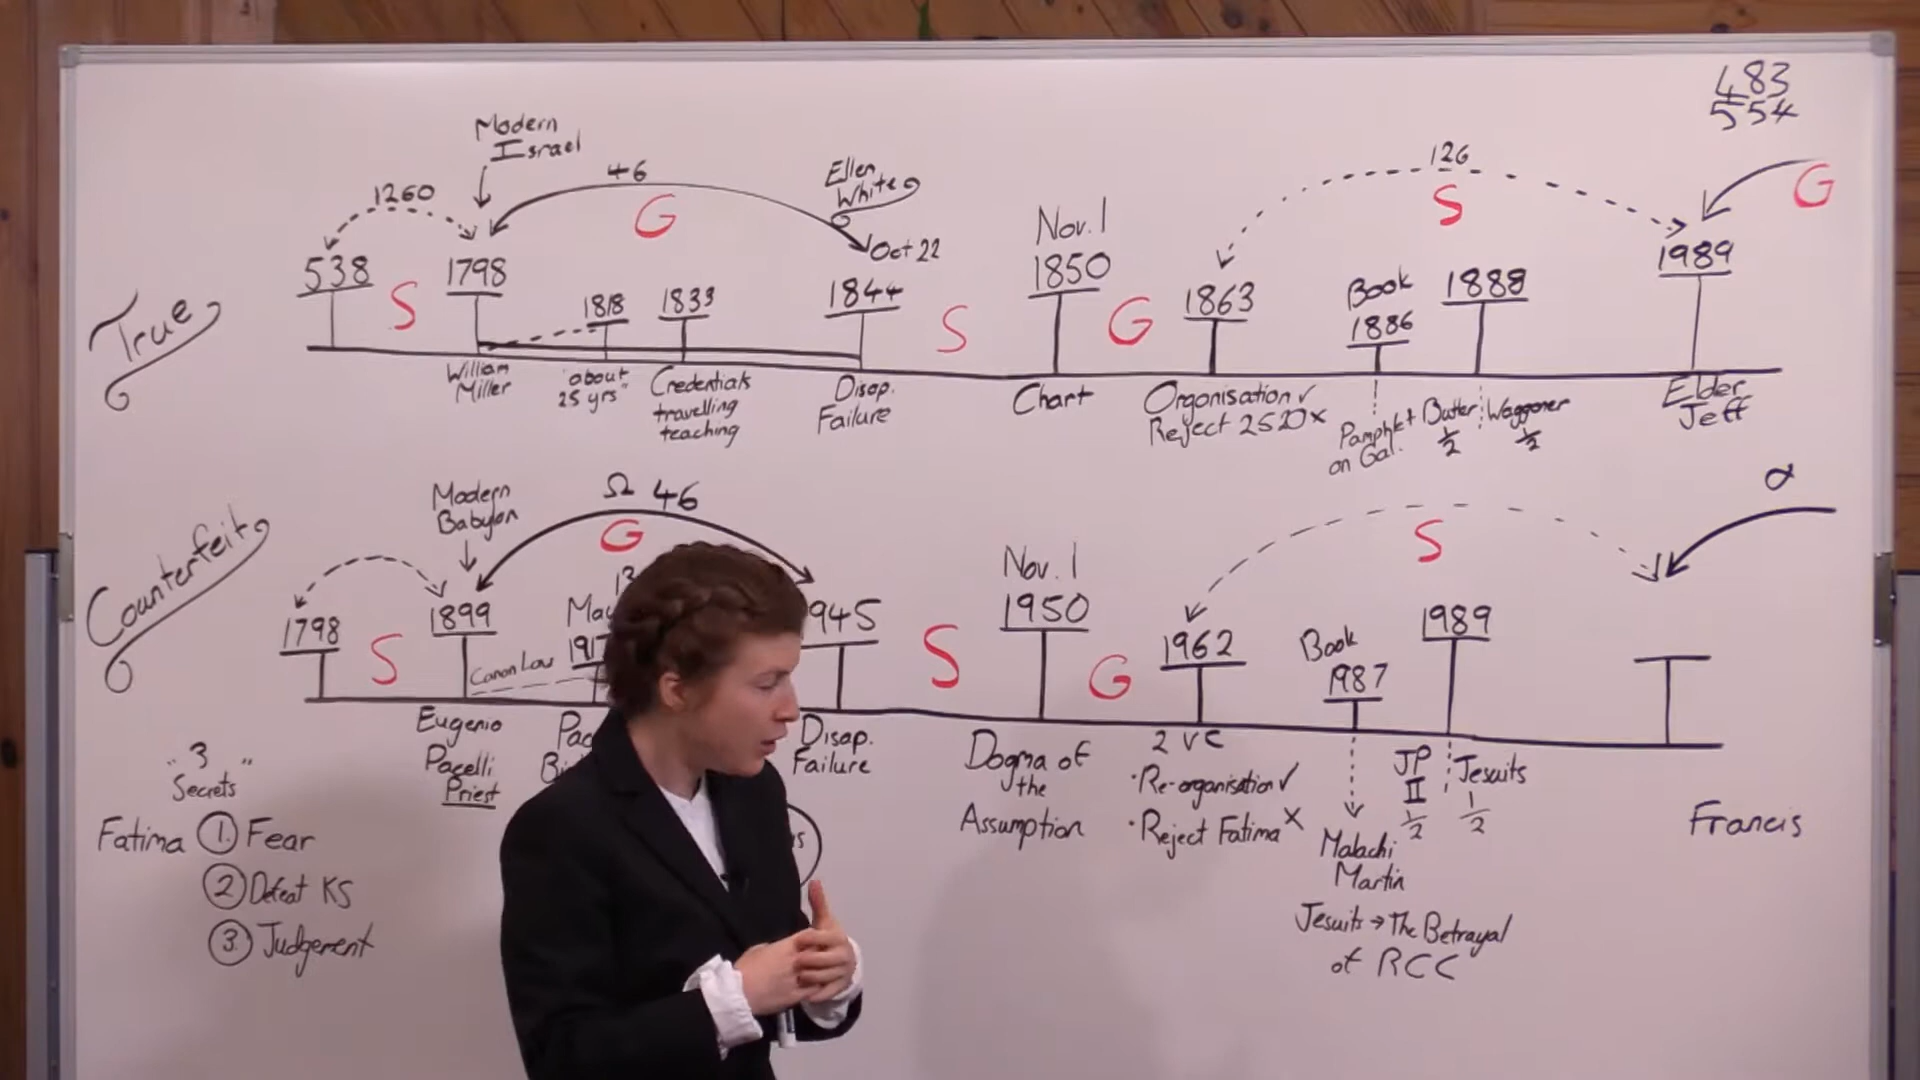 483
554
Modern
Israel
1260
46
G
Ellen
White
Oct 22
126
S
G
Nov. 1
True
538
S
1798
1818
1833
1844
S
1850
G
1863
Book
1886
1888
1989
William
Miller
"about
25 yrs"
Credentials
travelling
teaching
Disap.
Failure
Chart
Orgonisation ✓
Reject 2520 x
Pamphlet
on Gal.
Butler
1/2
Waggoner
1/2
Elder
Jeff
Modern
Babylon
Ω 46
G
α
S
Counterfeit
Nov. 1
1798
S
1899
Canon Law
13
May
1917
945
S
1950
G
1962
Book
1987
1989
Eugenio
Pacelli
Priest
Disap.
Failure
Dogma of
the
Assumption
2 VC
· Re-organisation ✓
· Reject Fatima x
JP
II
1/2
Jesuits
1/2
Malachi
Martin
Jesuits → The Betrayal
of RCC
Francis
"3"
Secrets
Fatima 1. Fear
2 Defeat KS
3. Judgement